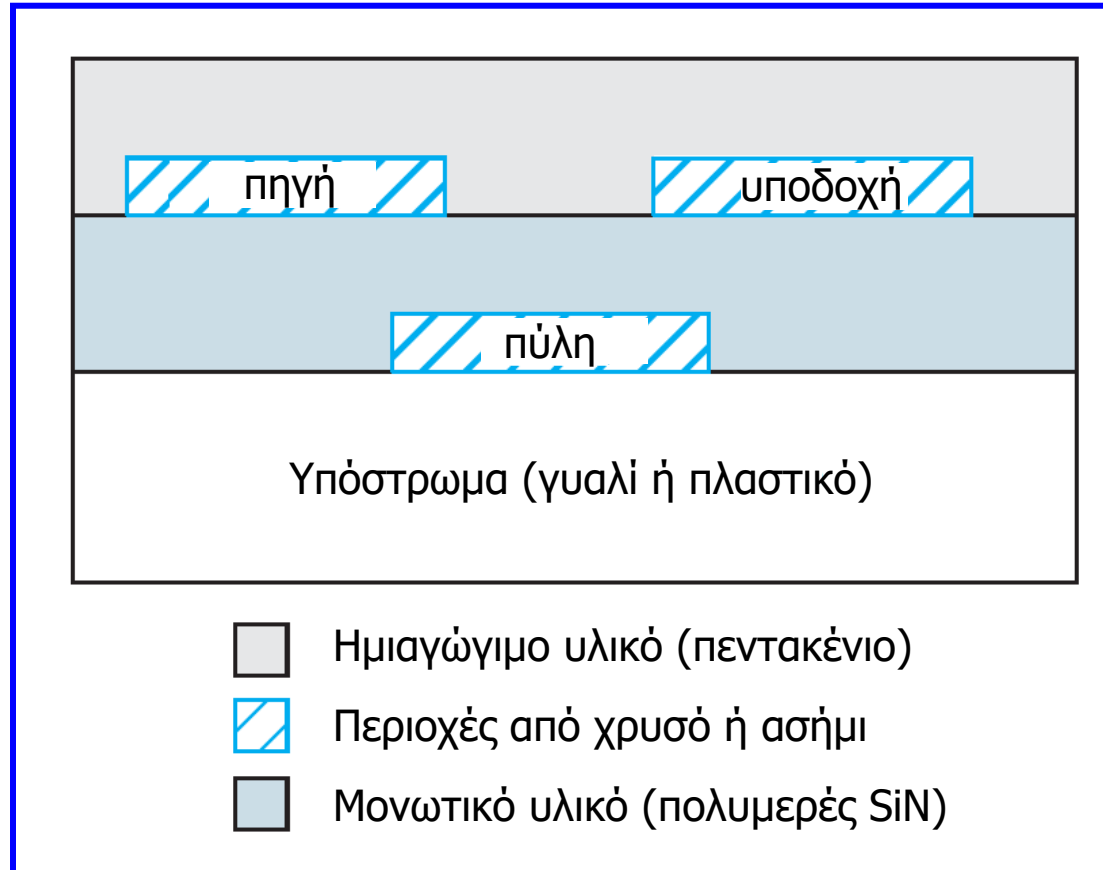 πηγή
υποδοχή
πύλη
Υπόστρωμα (γυαλί ή πλαστικό)
Ημιαγώγιμο υλικό (πεντακένιο)
Περιοχές από χρυσό ή ασήμι
Μονωτικό υλικό (πολυμερές SiN)